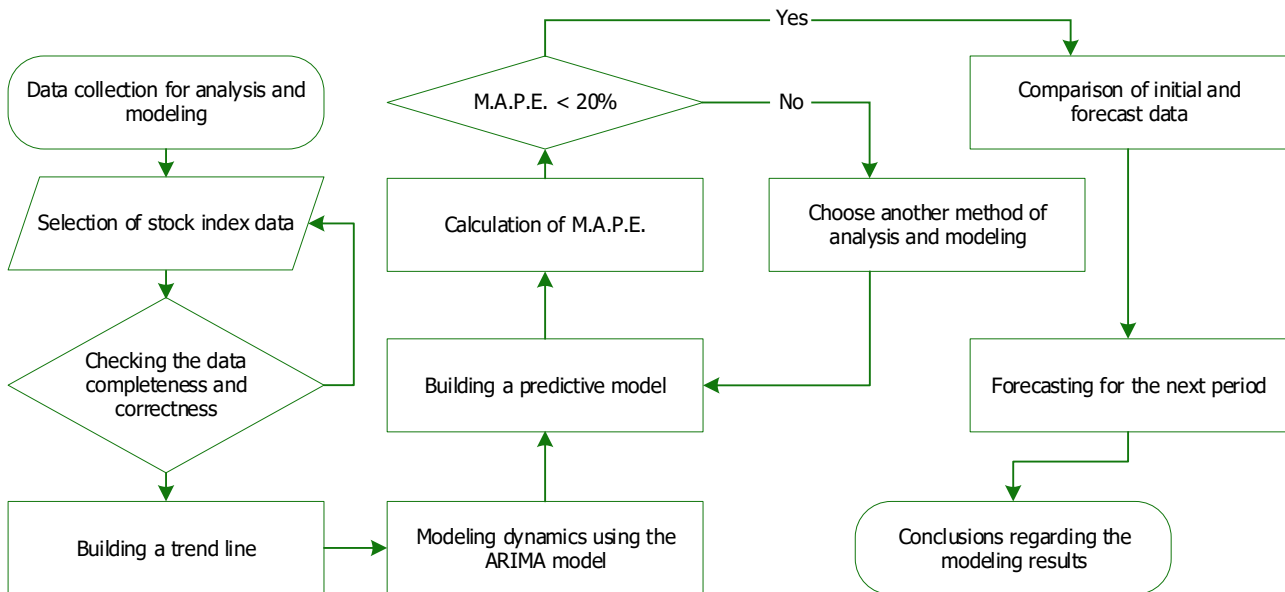 Data collection for analysis and
modeling
Selection of stock index data
Checking the data
completeness and
correctness
Building a trend line
Modeling dynamics using the
ARIMA model
Building a predictive model
Calculation of M.A.P.E.
M.A.P.E. < 20%
Yes
No
Choose another method of
analysis and modeling
Comparison of initial and
forecast data
Forecasting for the next period
Conclusions regarding the
modeling results